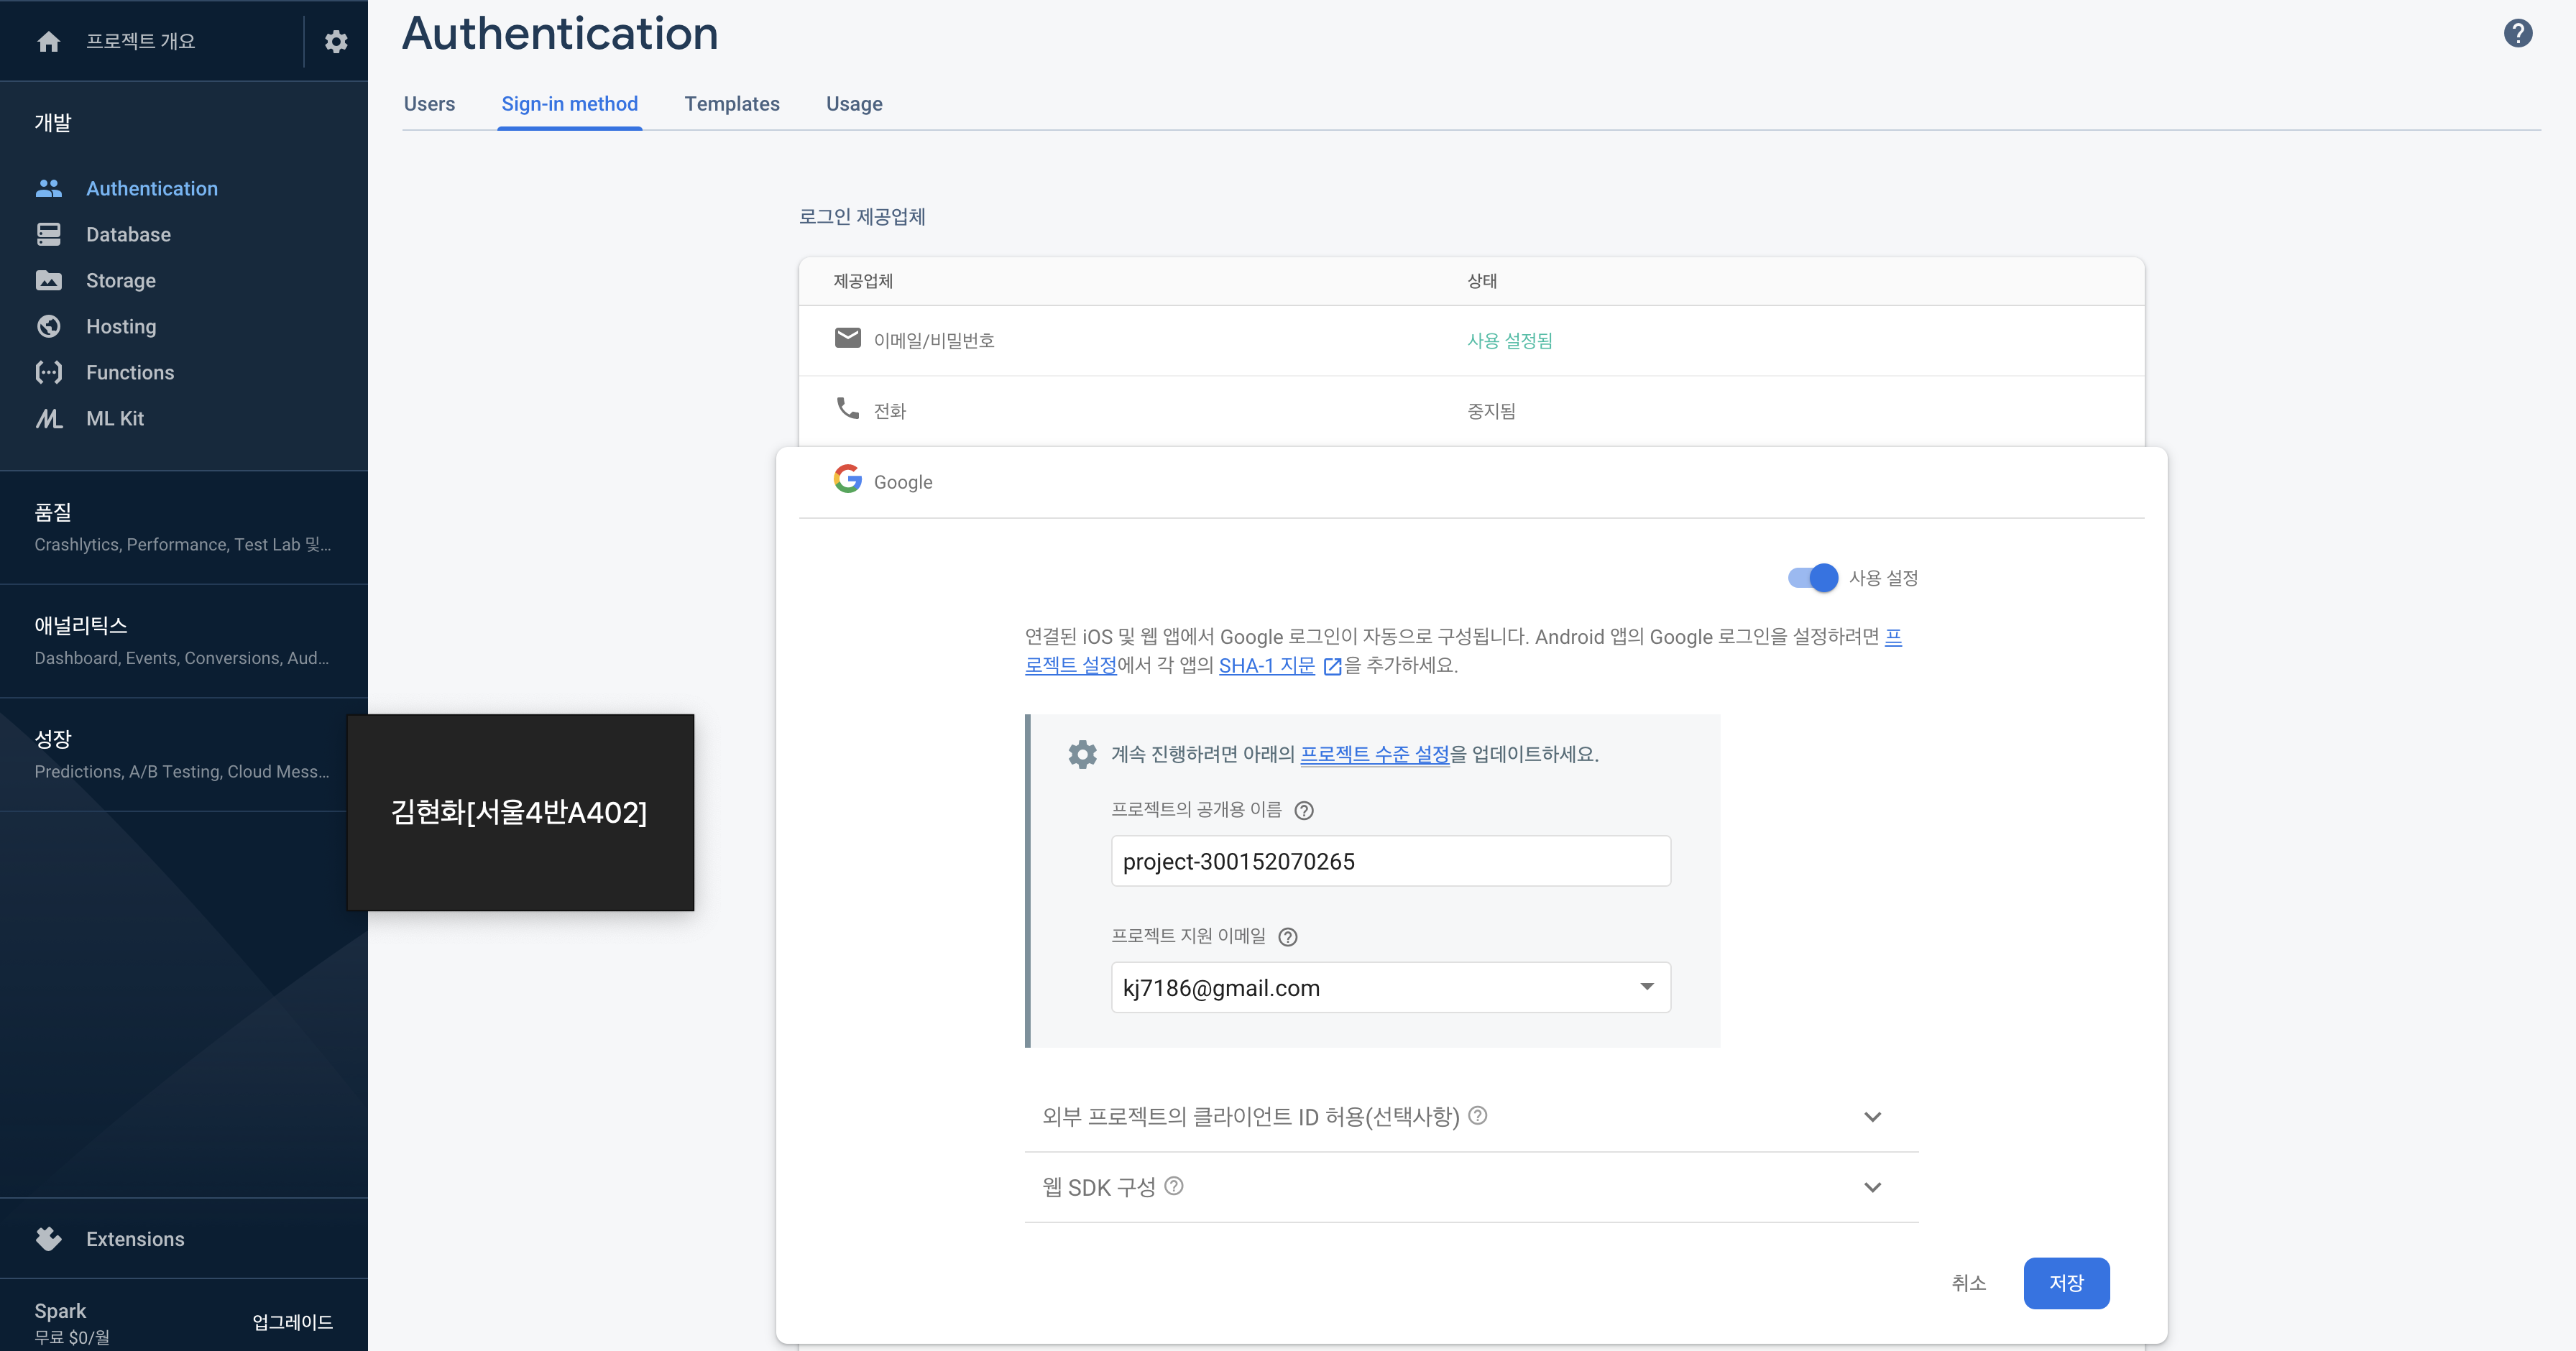 프로젝트 개요
개발
Authentication
Database
Storage
Hosting
Functions
ML Kit
품질
Crashlytics, Performance, Test Lab 및...
애널리틱스
Dashboard, Events, Conversions, Aud...
성장
Predictions, A/B Testing, Cloud Mess...
Extensions
Spark
무료 $0/월
업그레이드
김현화[서울4반A402]
Authentication
Users
Sign-in method
Templates
Usage
로그인 제공업체
제공업체
상태
이메일/비밀번호
사용 설정됨
전화
중지됨
Google
사용 설정
연결된 iOS 및 웹 앱에서 Google 로그인이 자동으로 구성됩니다. Android 앱의 Google 로그인을 설정하려면 프
로젝트 설정에서 각 앱의 SHA-1 지문을 추가하세요.
계속 진행하려면 아래의 프로젝트 수준 설정을 업데이트하세요.
프로젝트의 공개용 이름
project-300152070265
프로젝트 지원 이메일
kj7186@gmail.com
외부 프로젝트의 클라이언트 ID 허용(선택사항)
웹 SDK 구성
취소
저장